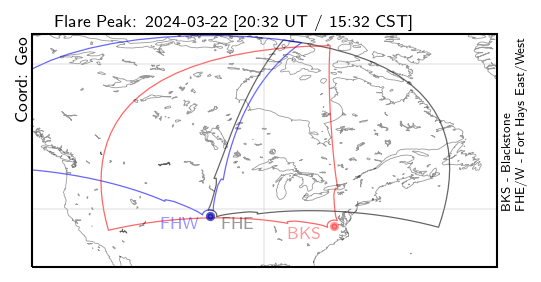 Flare Peak: 2024-03-22 [20:32 UT / 15:32 CST]
Coord: Geo
FHW
FHE
BKS
BKS - Blackstone
FHE/W - Fort Hays East/West